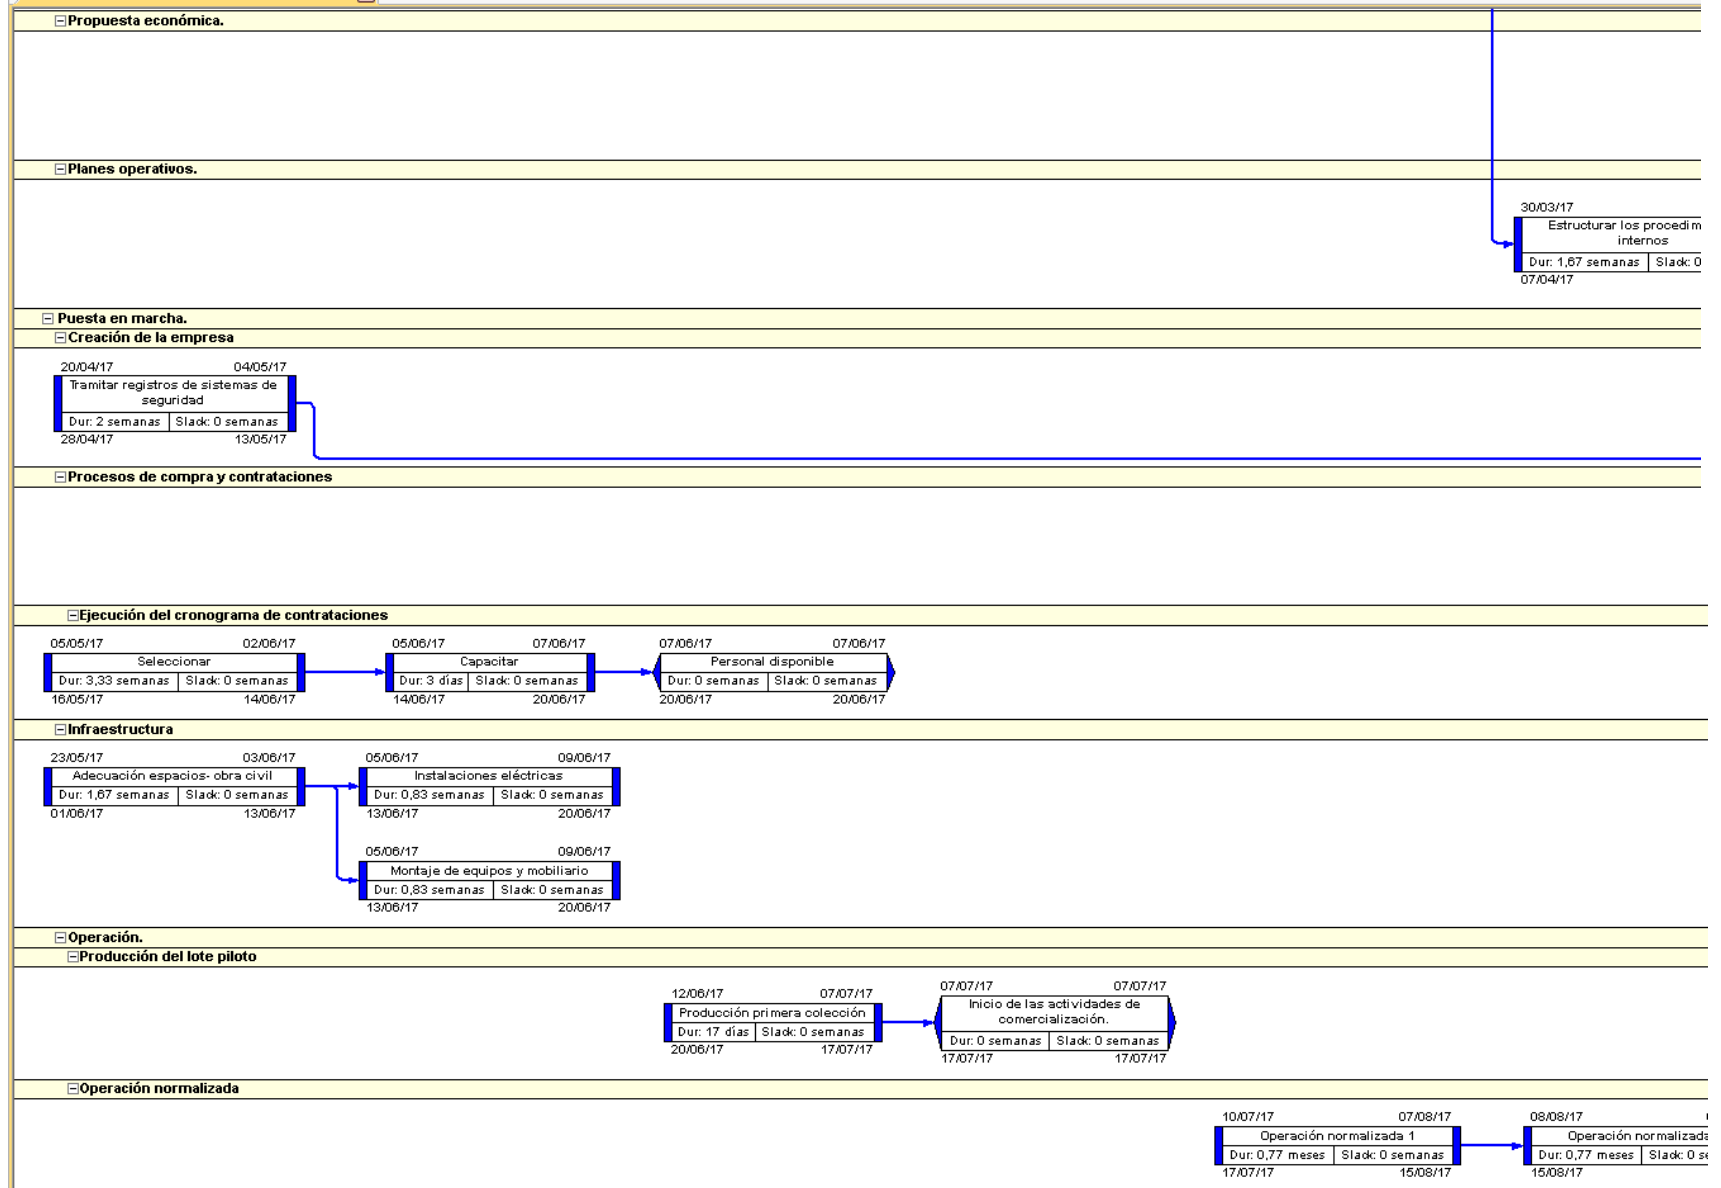 Propuesta económica.
Planes operativos.
30/03/17
Estructurar los procedim
internos
Dur: 1,67 semanas Slack: 0
07/04/17
Puesta en marcha.
Creación de la empresa
20/04/17 04/05/17
Tramitar registros de sistemas de
seguridad
Dur: 2 semanas Slack: 0 semanas
28/04/17 13/05/17
Procesos de compra y contrataciones
Ejecución del cronograma de contrataciones
05/05/17 02/06/17 05/06/17 07/06/17 07/06/17 07/06/17
Seleccionar Capacitar Personal disponible
Dur: 3,33 semanas Slack: 0 semanas Dur: 3 días Slack: 0 semanas Dur: 0 semanas Slack: 0 semanas
16/05/17 14/06/17 14/06/17 20/06/17 20/06/17 20/06/17
Infraestructura
23/05/17 03/06/17 05/06/17 09/06/17
Adecuación espacios- obra civil Instalaciones eléctricas
Dur: 1,67 semanas Slack: 0 semanas Dur: 0,83 semanas Slack: 0 semanas
01/06/17 13/06/17 13/06/17 20/06/17
05/06/17 09/06/17
Montaje de equipos y mobiliario
Dur: 0,83 semanas Slack: 0 semanas
13/06/17 20/06/17
Operación.
Producción del lote piloto
12/06/17 07/07/17
Producción primera colección
Dur: 17 días Slack: 0 semanas
20/06/17 17/07/17
07/07/17 07/07/17
Inicio de las actividades de
comercialización.
Dur: 0 semanas Slack: 0 semanas
17/07/17 17/07/17
Operación normalizada
10/07/17 07/08/17 08/08/17
Operación normalizada 1 Operación normalizada
Dur: 0,77 meses Slack: 0 semanas Dur: 0,77 meses Slack: 0 se
17/07/17 15/08/17 15/08/17